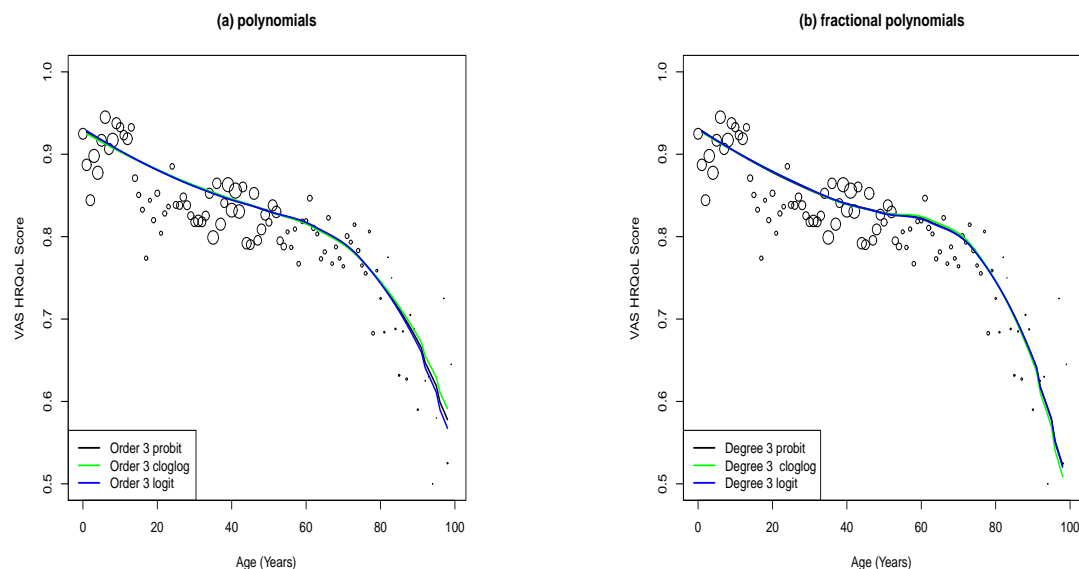 (a) polynomials
VAS HRQoL Score
1.0
0.9
0.8
0.7
0.6
0.5
Order 3 probit
Order 3 cloglog
Order 3 logit
0 20 40 60 80 100
Age (Years)
(b) fractional polynomials
VAS HRQoL Score
1.0
0.9
0.8
0.7
0.6
0.5
Degree 3 probit
Degree 3 cloglog
Degree 3 logit
0 20 40 60 80 100
Age (Years)